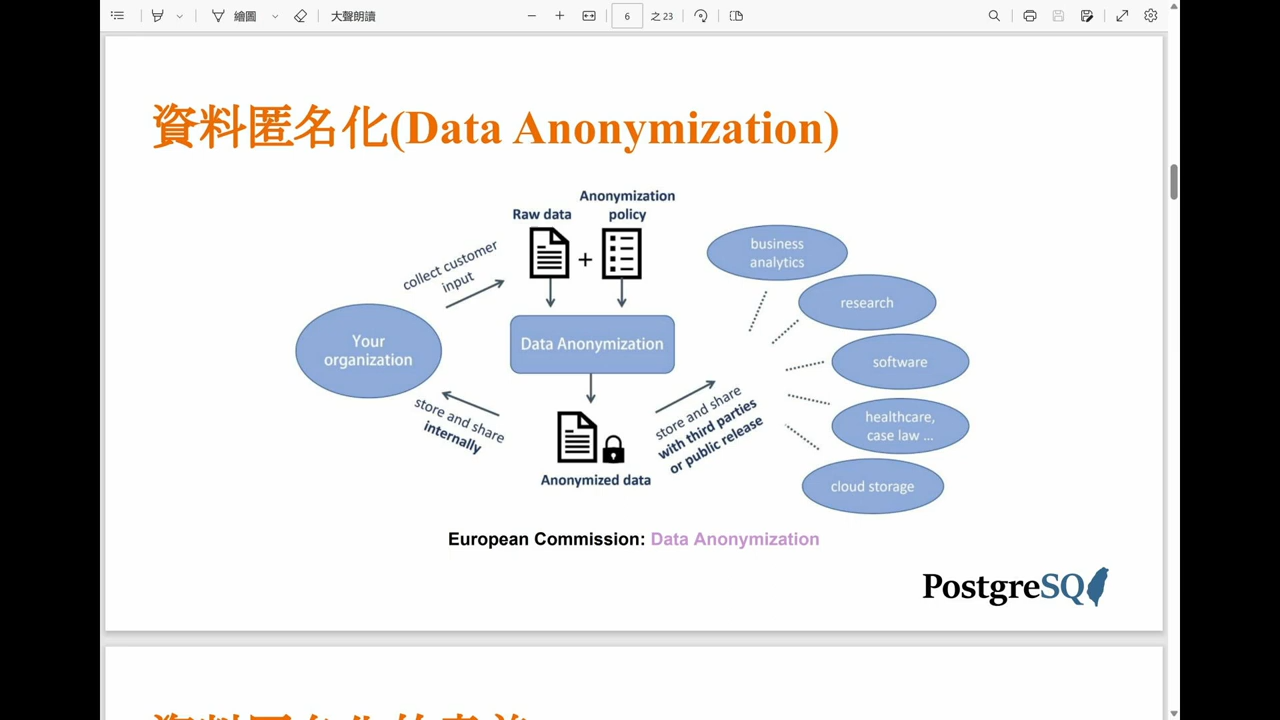 繪圖
大聲朗讀
6
之 23
資料匿名化(Data Anonymization)
Raw data
Anonymization
policy
+
collect customer
input
Your
organization
Data Anonymization
store and share
internally
Anonymized data
store and share
with third parties
or public release
business
analytics
research
software
healthcare,
case law ...
cloud storage
European Commission: Data Anonymization
PostgreSQ